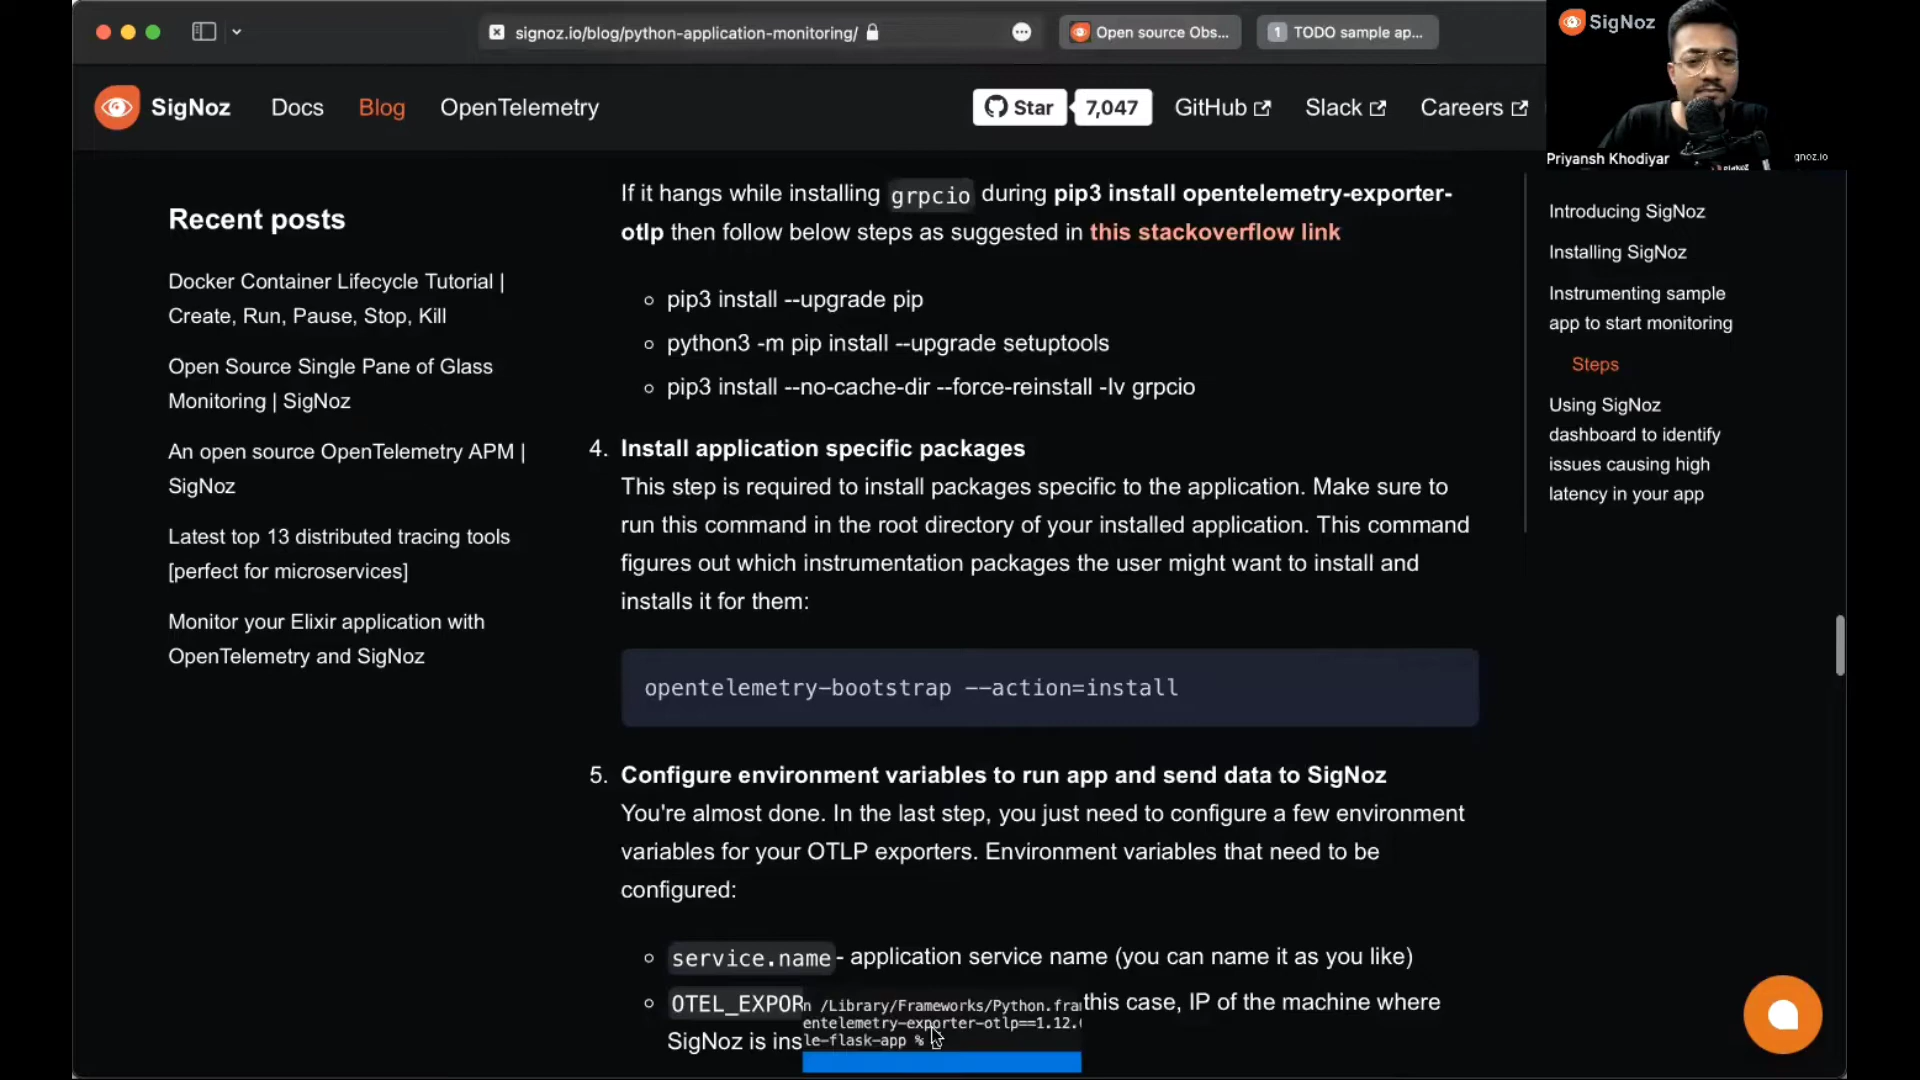 signoz.io/blog/python-application-monitoring/
Open source Obs...
1 TODO sample ap...
SigNoz
Priyansh Khodiyar
gnoz.io
SigNoz
Docs
Blog
OpenTelemetry
Star
7,047
GitHub
Slack
Careers
Recent posts
Docker Container Lifecycle Tutorial |
Create, Run, Pause, Stop, Kill
Open Source Single Pane of Glass
Monitoring | SigNoz
An open source OpenTelemetry APM |
SigNoz
Latest top 13 distributed tracing tools
[perfect for microservices]
Monitor your Elixir application with
OpenTelemetry and SigNoz
If it hangs while installing grpcio during pip3 install opentelemetry-exporter-
otlp then follow below steps as suggested in this stackoverflow link
pip3 install --upgrade pip
python3 -m pip install --upgrade setuptools
pip3 install --no-cache-dir --force-reinstall -Iv grpcio
4. Install application specific packages
This step is required to install packages specific to the application. Make sure to
run this command in the root directory of your installed application. This command
figures out which instrumentation packages the user might want to install and
installs it for them:
opentelemetry-bootstrap --action=install
5. Configure environment variables to run app and send data to SigNoz
You're almost done. In the last step, you just need to configure a few environment
variables for your OTLP exporters. Environment variables that need to be
configured:
service.name - application service name (you can name it as you like)
OTEL_EXPOR
this case, IP of the machine where
SigNoz is ins
n /Library/Frameworks/Python.fra
entelemetry-exporter-otlp==1.12.
le-flask-app %
Introducing SigNoz
Installing SigNoz
Instrumenting sample
app to start monitoring
Steps
Using SigNoz
dashboard to identify
issues causing high
latency in your app